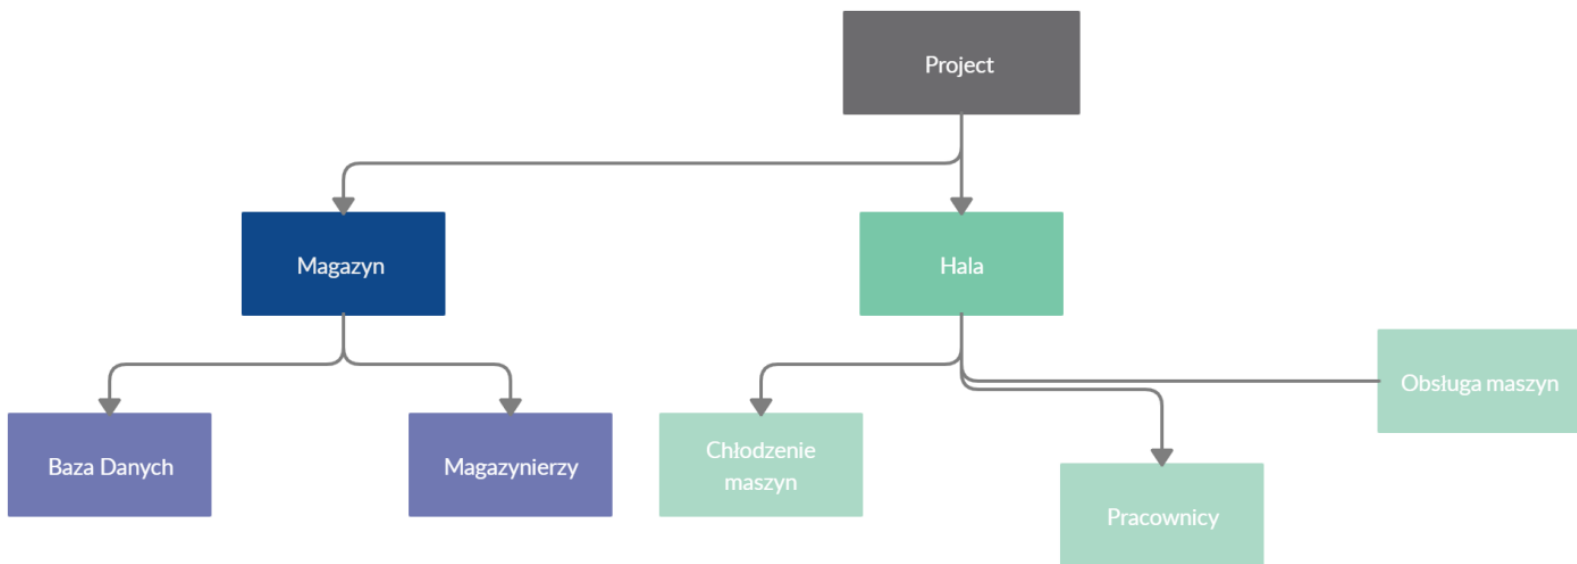 Project
Magazyn
Hala
Obsługa maszyn
Baza Danych
Magazynierzy
Chłodzenie
maszyn
Pracownicy